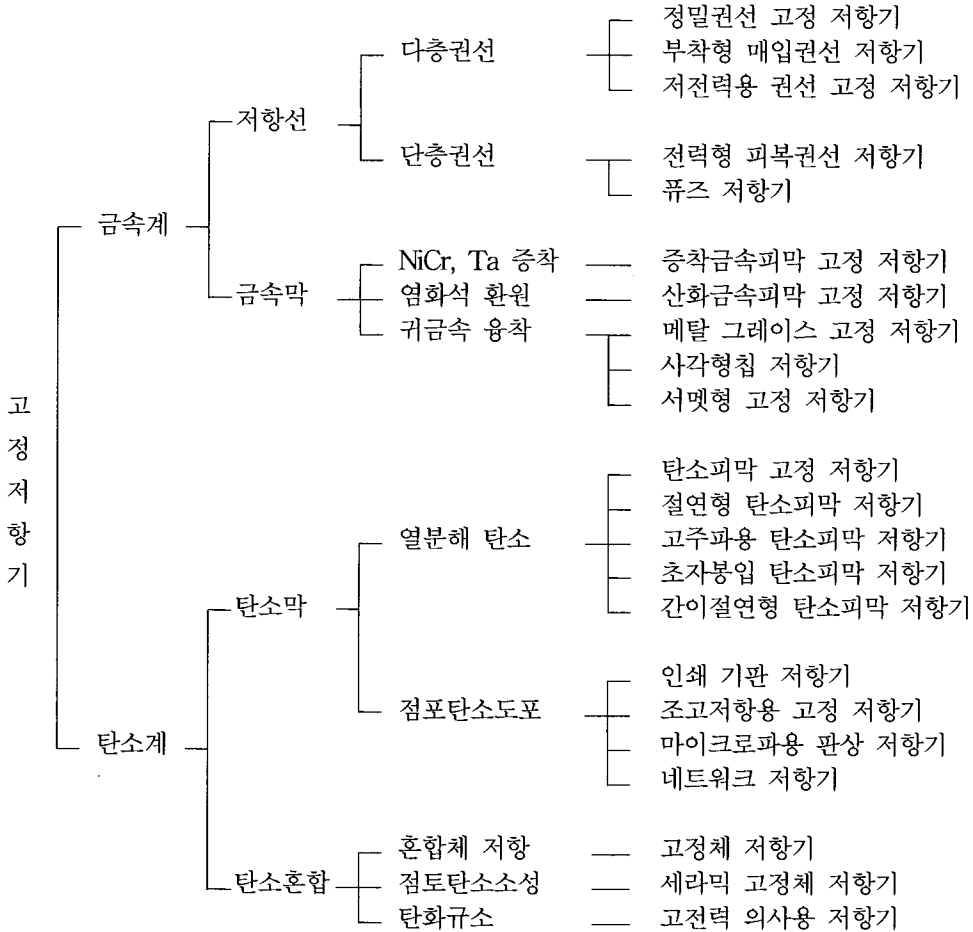 정밀권선 고정 저항기
다층권선
부착형 매입권선 저항기
저전력용 권선 고정 저항기
저항선
단층권선
전력형 피복권선 저항기
퓨즈 저항기
금속계
NiCr, Ta 증착
증착금속피막 고정 저항기
금속막
염화석 환원
산화금속피막 고정 저항기
귀금속 융착
메탈 그레이스 고정 저항기
사각형칩 저항기
서멧형 고정 저항기
고정저항기
탄소피막 고정 저항기
절연형 탄소피막 저항기
열분해 탄소
고주파용 탄소피막 저항기
초자봉입 탄소피막 저항기
탄소막
간이절연형 탄소피막 저항기
인쇄 기판 저항기
점포탄소도포
조고저항용 고정 저항기
탄소계
마이크로파용 판상 저항기
네트워크 저항기
혼합체 저항
고정체 저항기
탄소혼합
점토탄소소성
세라믹 고정체 저항기
탄화규소
고전력 의사용 저항기